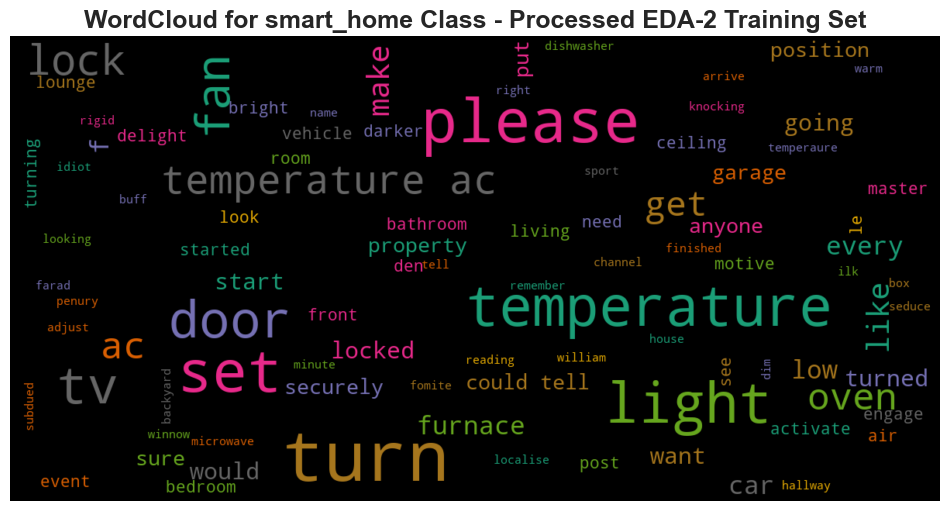 WordCloud for smart_home Class - Processed EDA-2 Training Set
lock
lounge
fan
make
put
dishwasher
position
warm
arrive
right
rigid
delight
f
bright
name
vehicle
darker
please
knocking
going
ceiling
temperaure
turning
idiot
room
temperature ac
sport
garage
master
buff
look
get
bathroom
living
need
anyone
le
looking
started
property
den
tell
finished
every
channel
motive
ilk
farad
start
remember
box
penury
door
front
temperature
like
seduce
adjust
ac
locked
house
reading
william
see
dim
low
turned
tv
set
minute
securely
fomite
could tell
light
oven
subdued
backyard
furnace
engage
activate
air
winnow
microwave
turn
sure
would
localise
post
want
event
bedroom
car
hallway